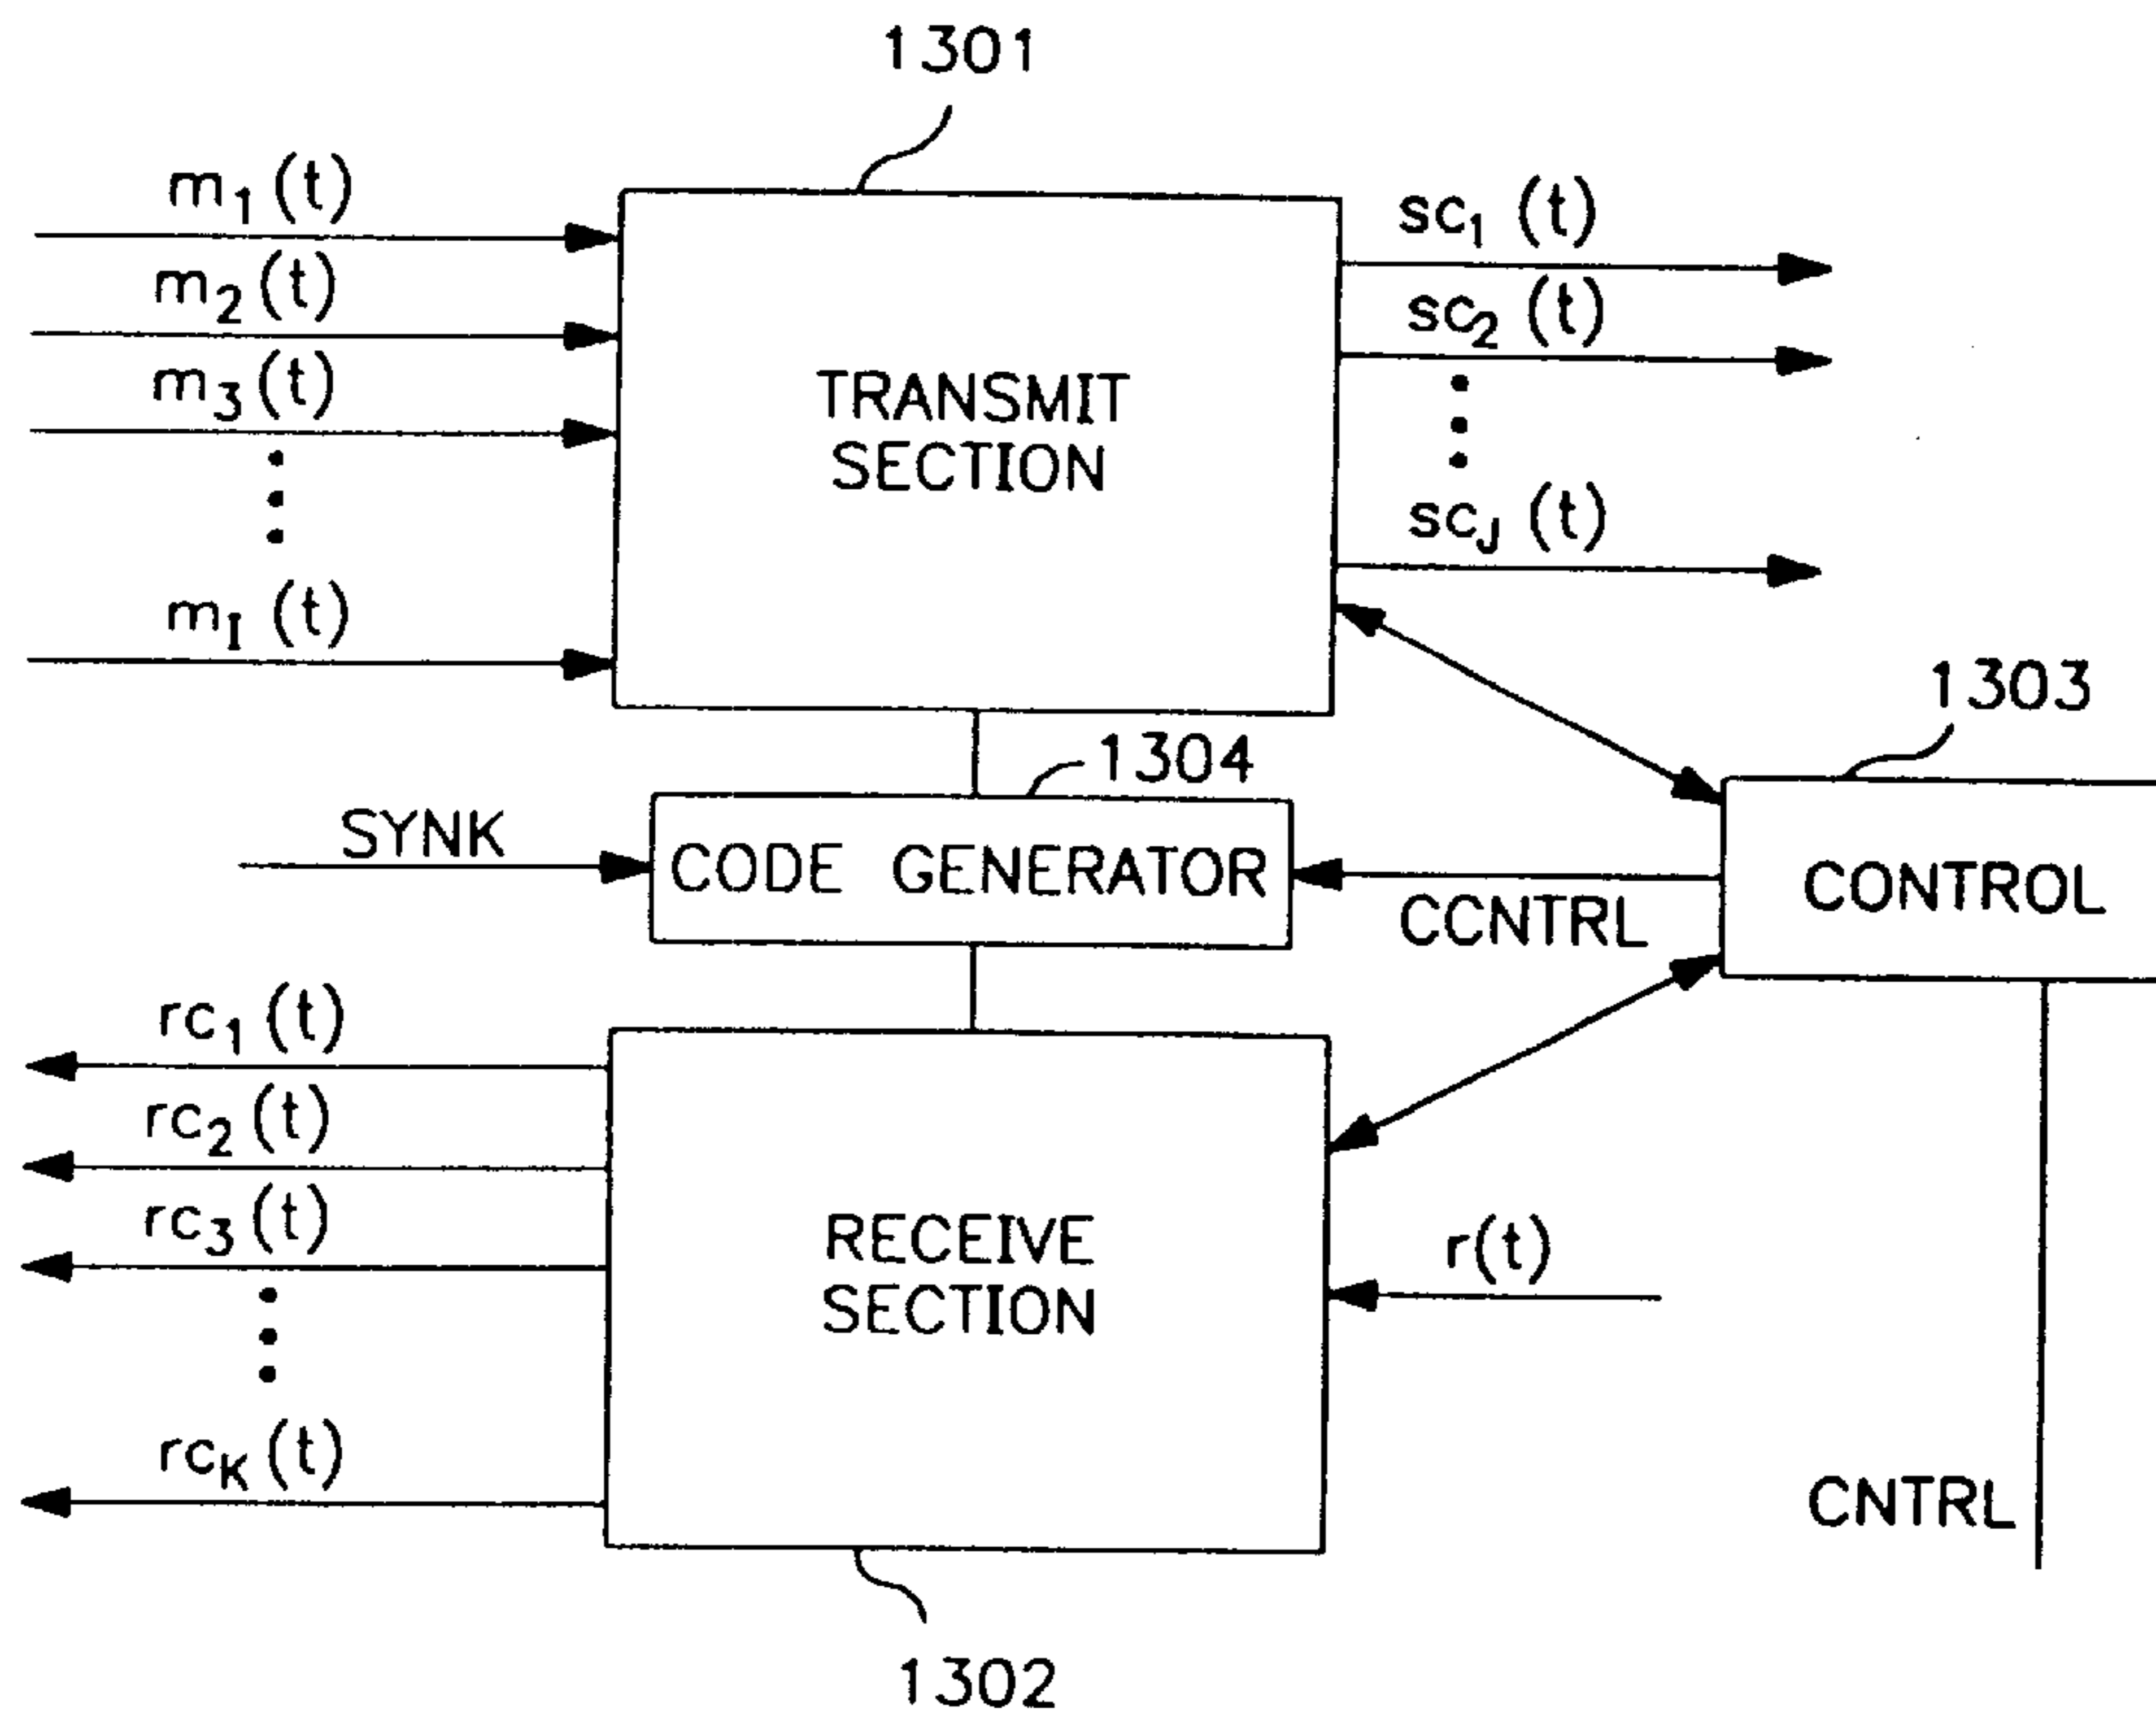 1301
m1(t)
m2(t)
m3(t)
mI(t)
TRANSMIT
SECTION
sc1(t)
sc2(t)
scJ(t)
1303
1304
SYNK
CODE GENERATOR
CCNTRL
CONTROL
rc1(t)
rc2(t)
rc3(t)
rcK(t)
RECEIVE
SECTION
r(t)
CNTRL
1302